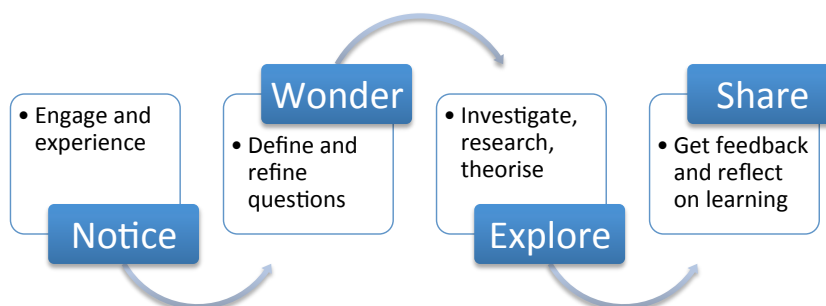 • Engage and
experience
Notice
Wonder
• Define and
refine
questions
• Investigate,
research,
theorise
Explore
Share
• Get feedback
and reflect
on learning